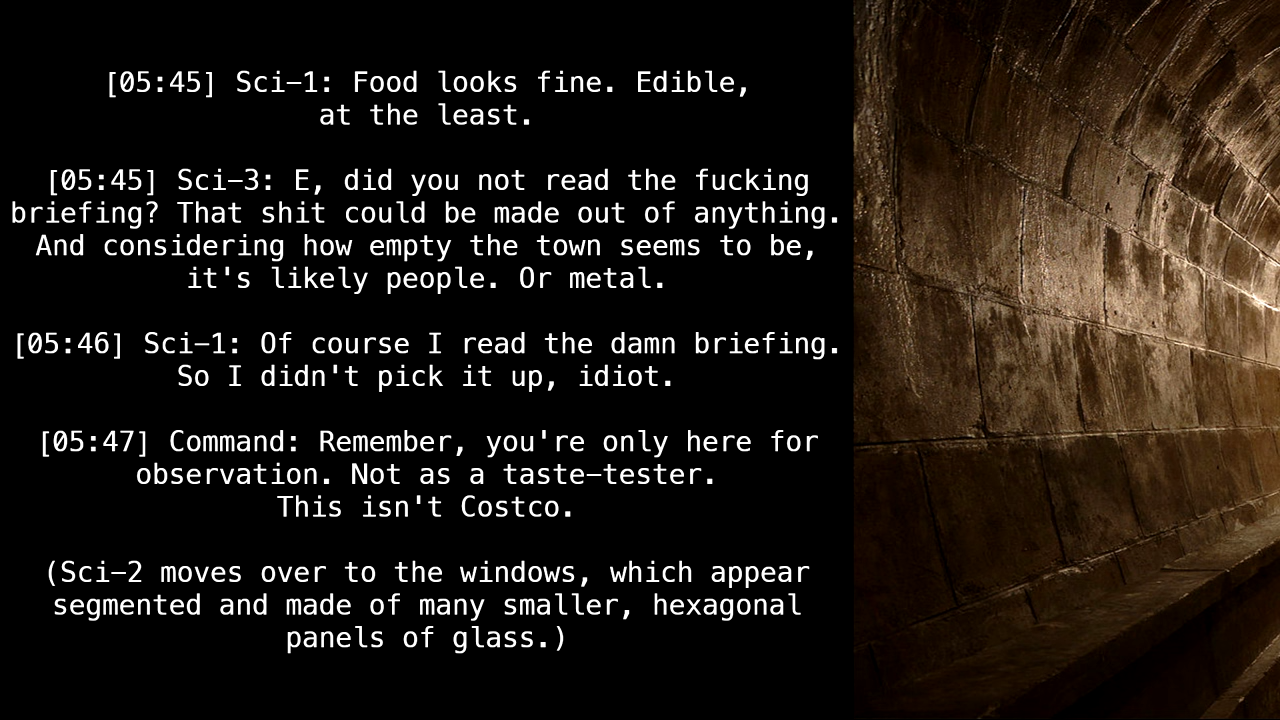 [05:45] Sci-1: Food looks fine. Edible,
at the least.
[05:45] Sci-3: E, did you not read the fucking
briefing? That shit could be made out of anything.
And considering how empty the town seems to be,
it's likely people. Or metal.
[05:46] Sci-1: Of course I read the damn briefing.
So I didn't pick it up, idiot.
[05:47] Command: Remember, you're only here for
observation. Not as a taste-tester.
This isn't Costco.
(Sci-2 moves over to the windows, which appear
segmented and made of many smaller, hexagonal
panels of glass.)